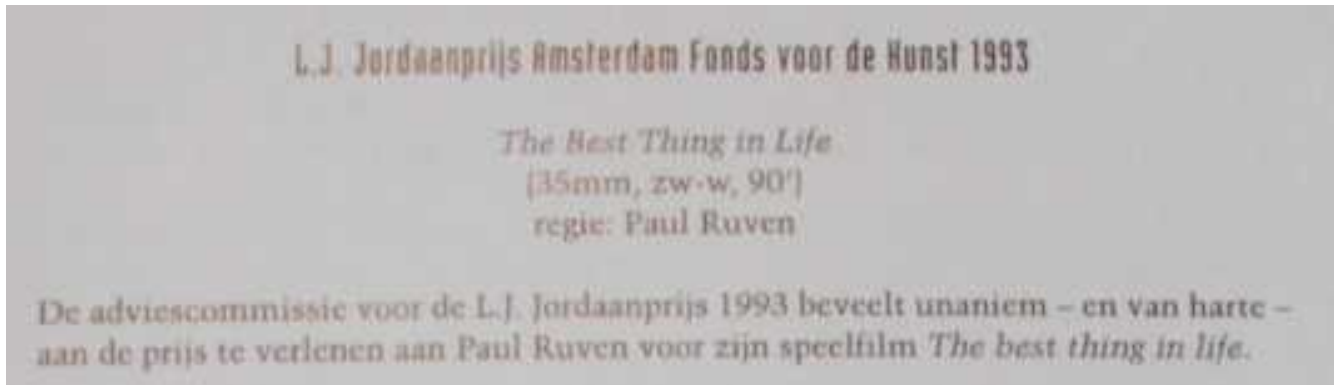 L.J. Jordaanprijs Amsterdam Fonds voor de Kunst 1993
The Best Thing in Life
(35mm, zw-w, 90')
regie: Paul Ruven
De adviescommissie voor de L.J. Jordaanprijs 1993 beveelt unaniem – en van harte –
aan de prijs te verlenen aan Paul Ruven voor zijn speelfilm The best thing in life.